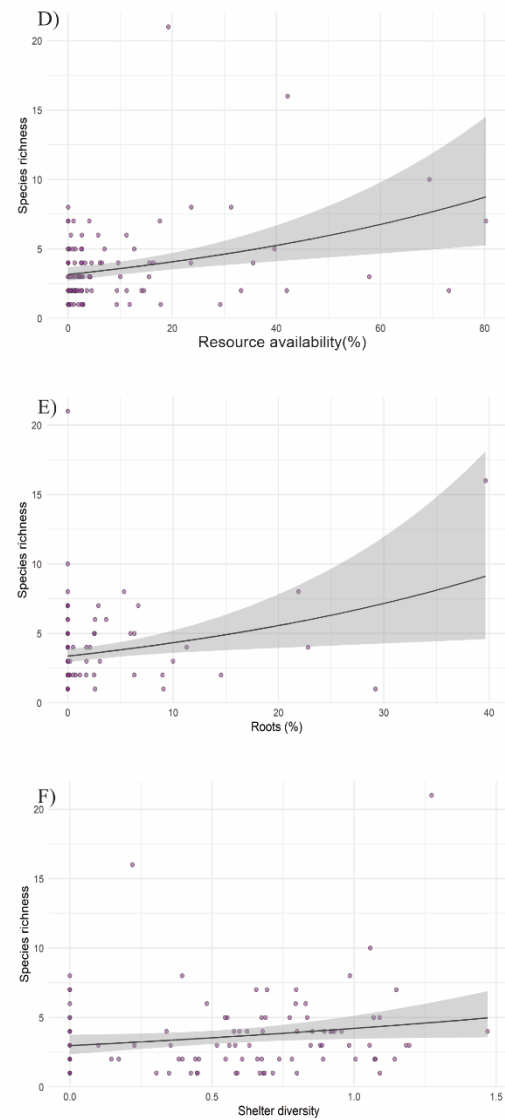 D)
20
15
10
5
0
Species richness
0 20 40 60 80
Resource availability(%)
E)
20
15
10
5
0
Species richness
0 10 20 30 40
Roots (%)
F)
20
15
10
5
0
Species richness
0.0 0.5 1.0 1.5
Shelter diversity